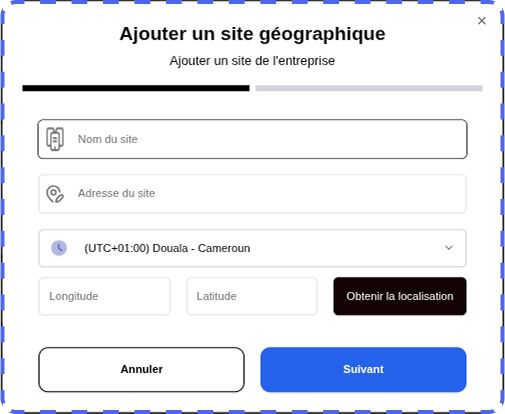 Ajouter un site géographique
Ajouter un site de l'entreprise
Nom du site
Adresse du site
(UTC+01:00) Douala - Cameroun
Longitude
Latitude
Obtenir la localisation
Annuler
Suivant